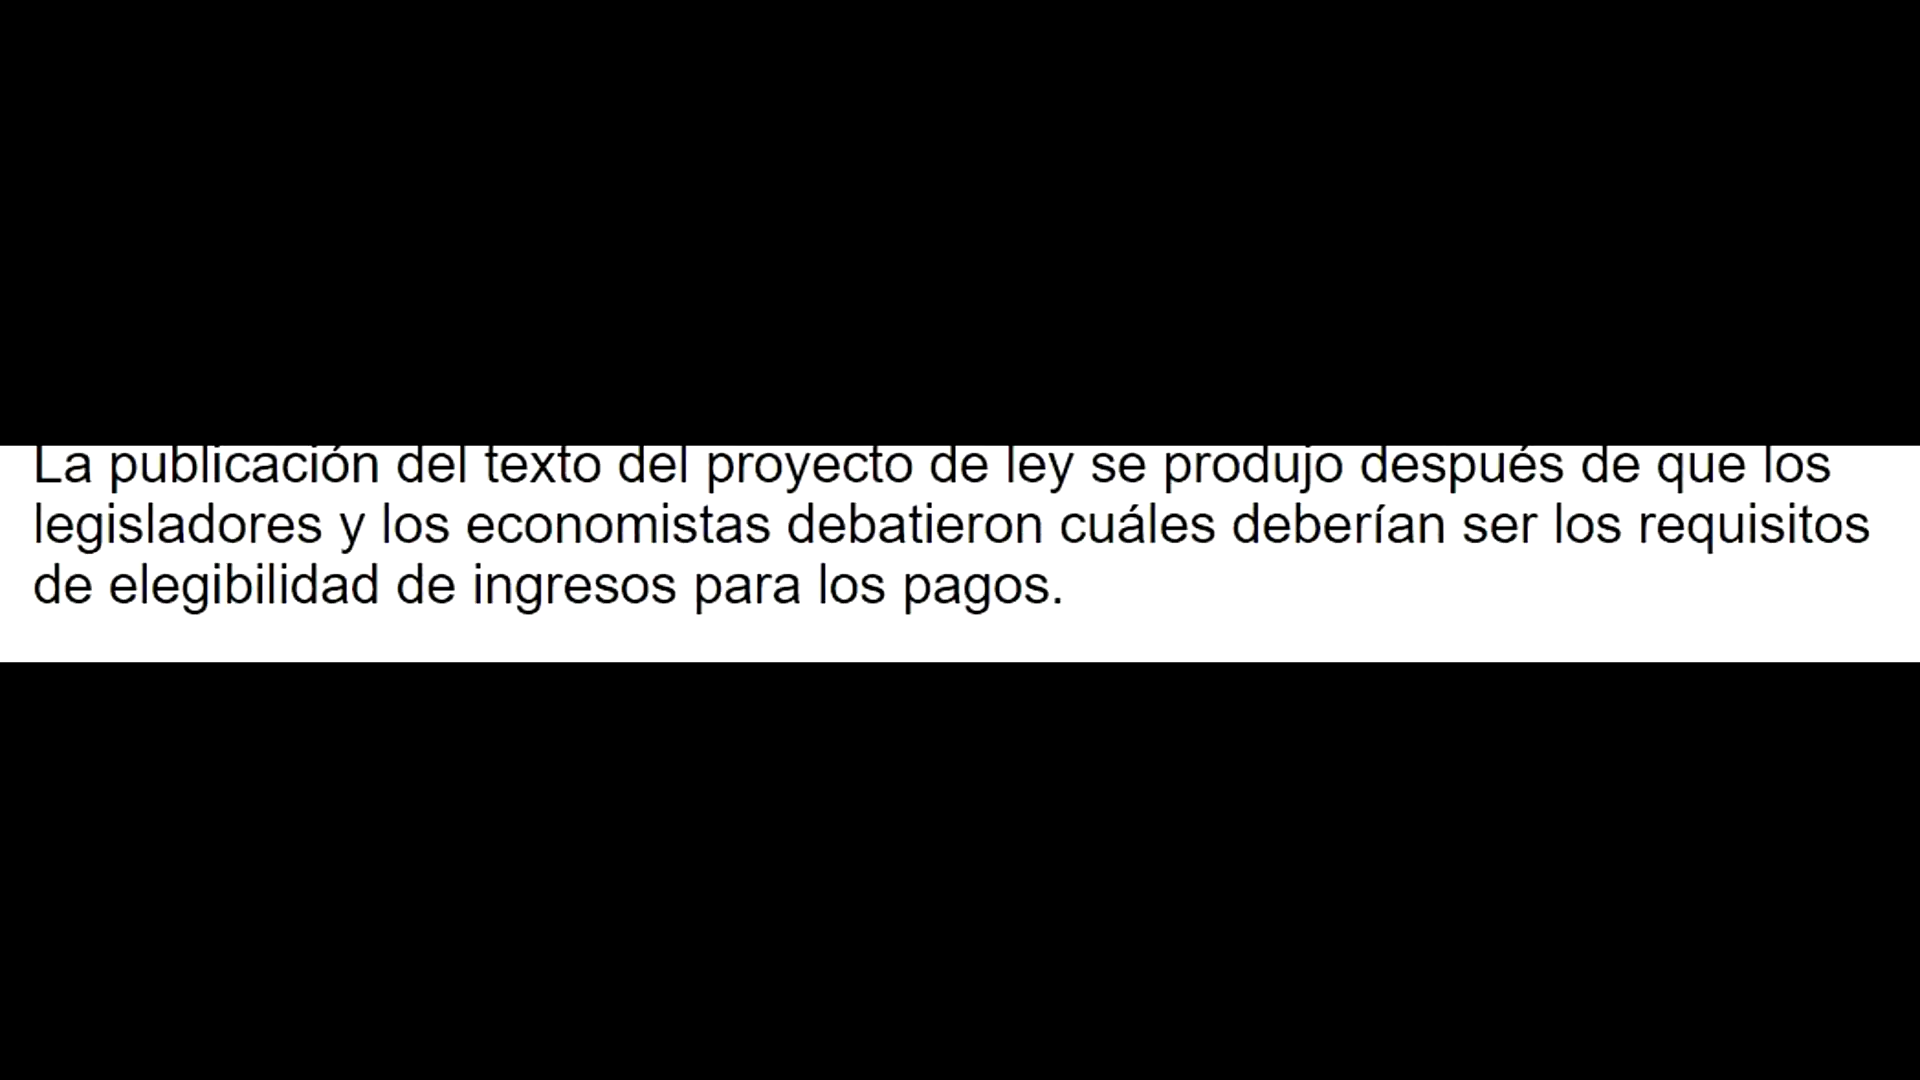 La publicación del texto del proyecto de ley se produjo después de que los
legisladores y los economistas debatieron cuáles deberían ser los requisitos
de elegibilidad de ingresos para los pagos.